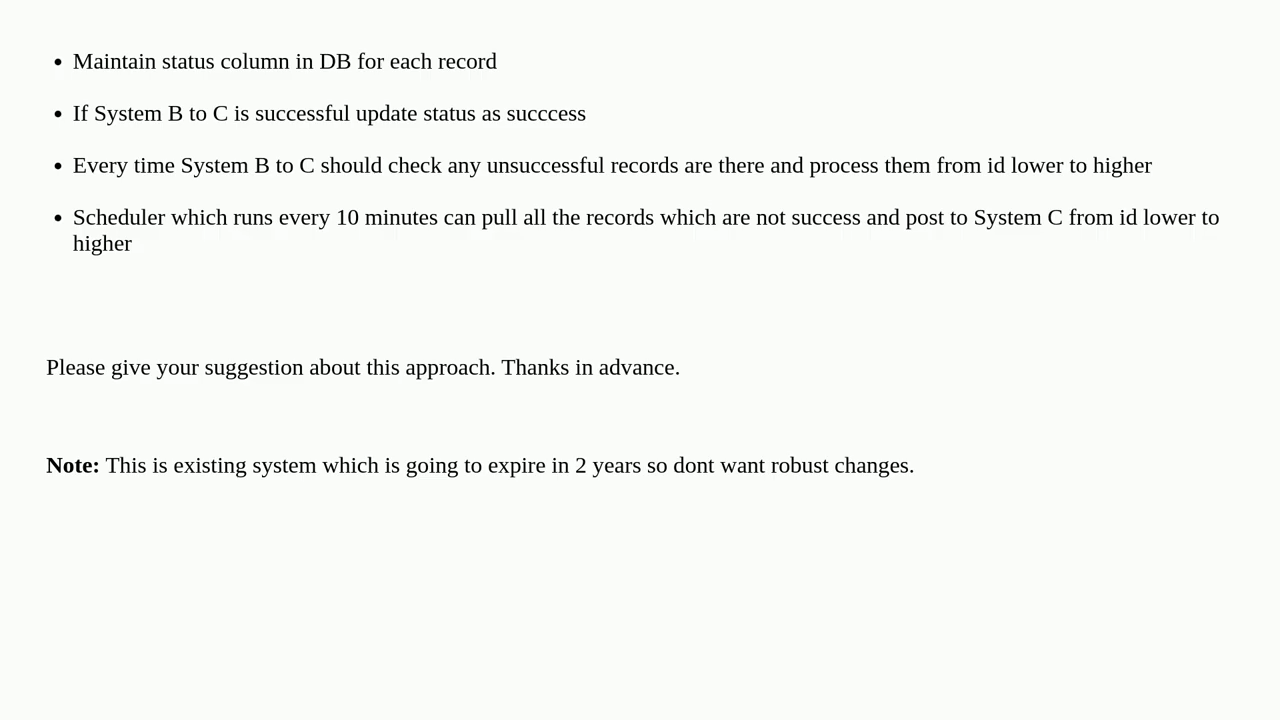 • Maintain status column in DB for each record
• If System B to C is successful update status as succcess
• Every time System B to C should check any unsuccessful records are there and process them from id lower to higher
• Scheduler which runs every 10 minutes can pull all the records which are not success and post to System C from id lower to
higher
Please give your suggestion about this approach. Thanks in advance.
Note: This is existing system which is going to expire in 2 years so dont want robust changes.